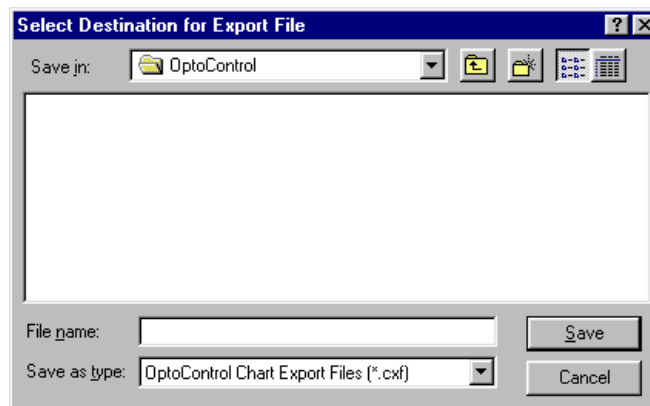 Select Destination for Export File
Save in: OptoControl
File name:
Save
Save as type: OptoControl Chart Export Files (*.cxf)
Cancel